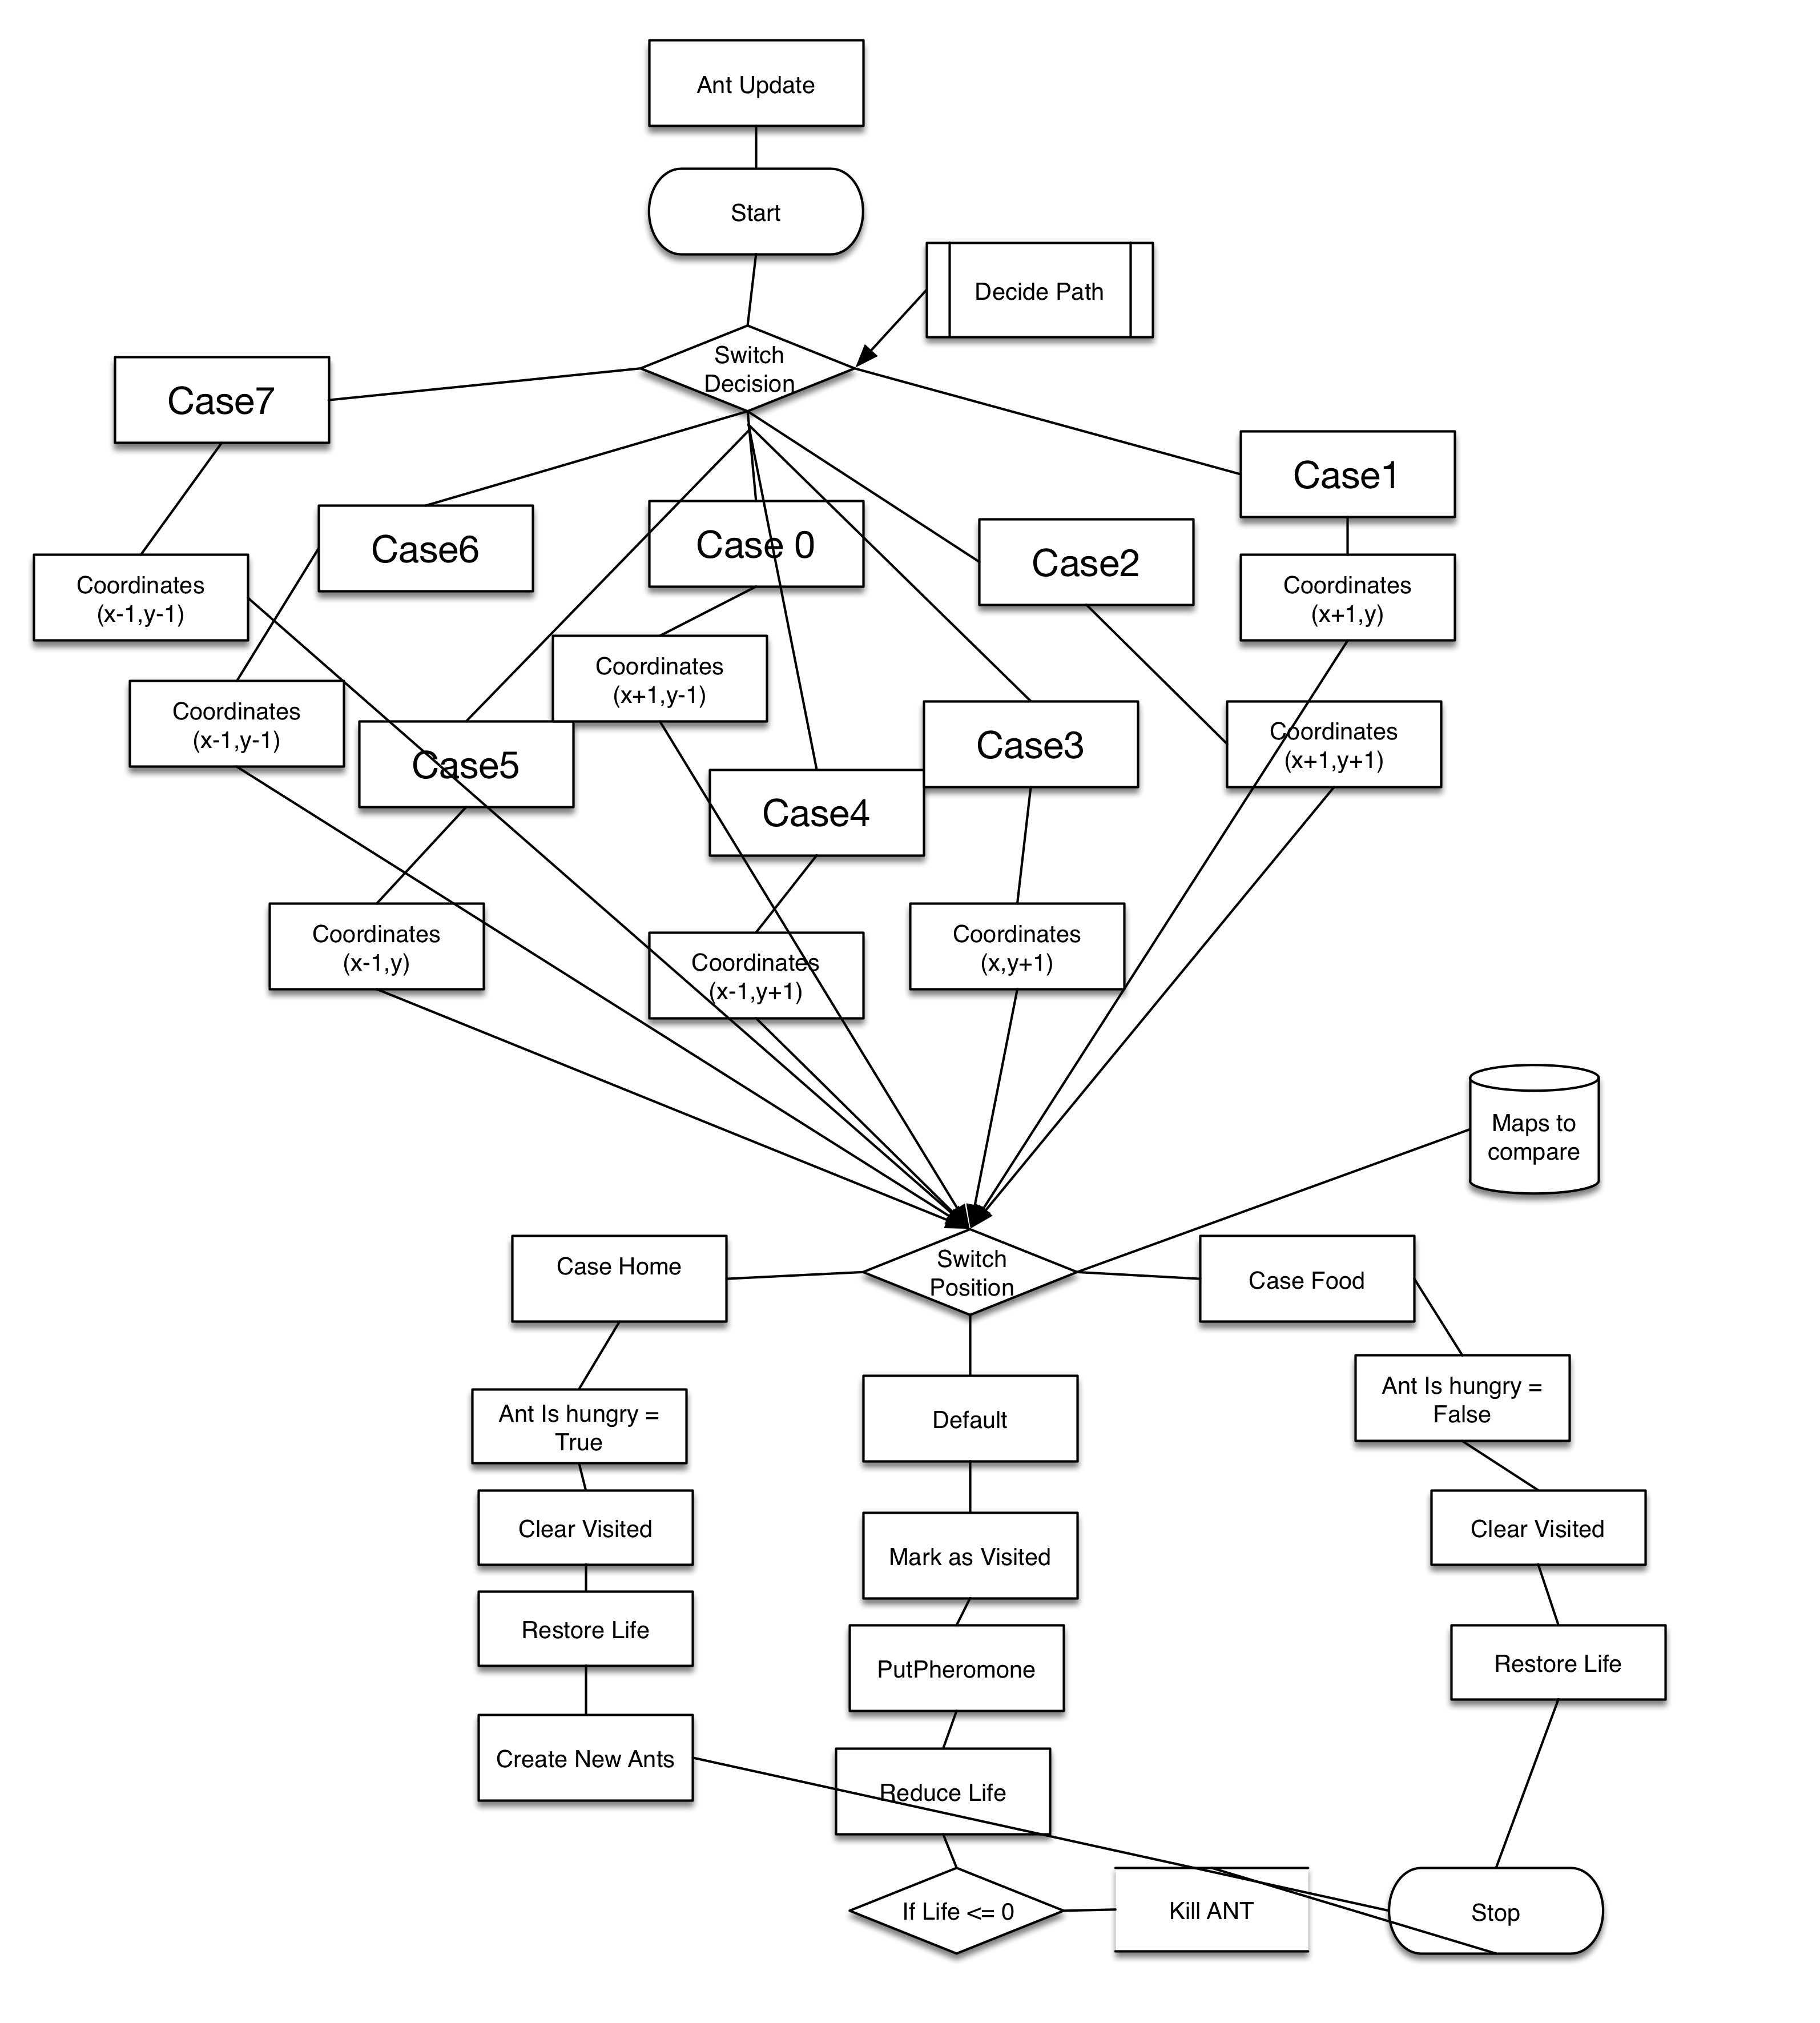 Ant Update
Start
Decide Path
Switch
Decision
Case7
Case1
Case6
Case 0
Case2
Coordinates
(x-1,y-1)
Coordinates
(x+1,y)
Coordinates
(x+1,y-1)
Coordinates
(x-1,y-1)
Case5
Case3
Coordinates
(x+1,y+1)
Case4
Coordinates
(x-1,y)
Coordinates
(x-1,y+1)
Coordinates
(x,y+1)
Maps to
compare
Case Home
Switch
Position
Case Food
Ant Is hungry =
True
Default
Ant Is hungry =
False
Clear Visited
Mark as Visited
Clear Visited
Restore Life
PutPheromone
Restore Life
Create New Ants
Reduce Life
If Life <= 0
Kill ANT
Stop